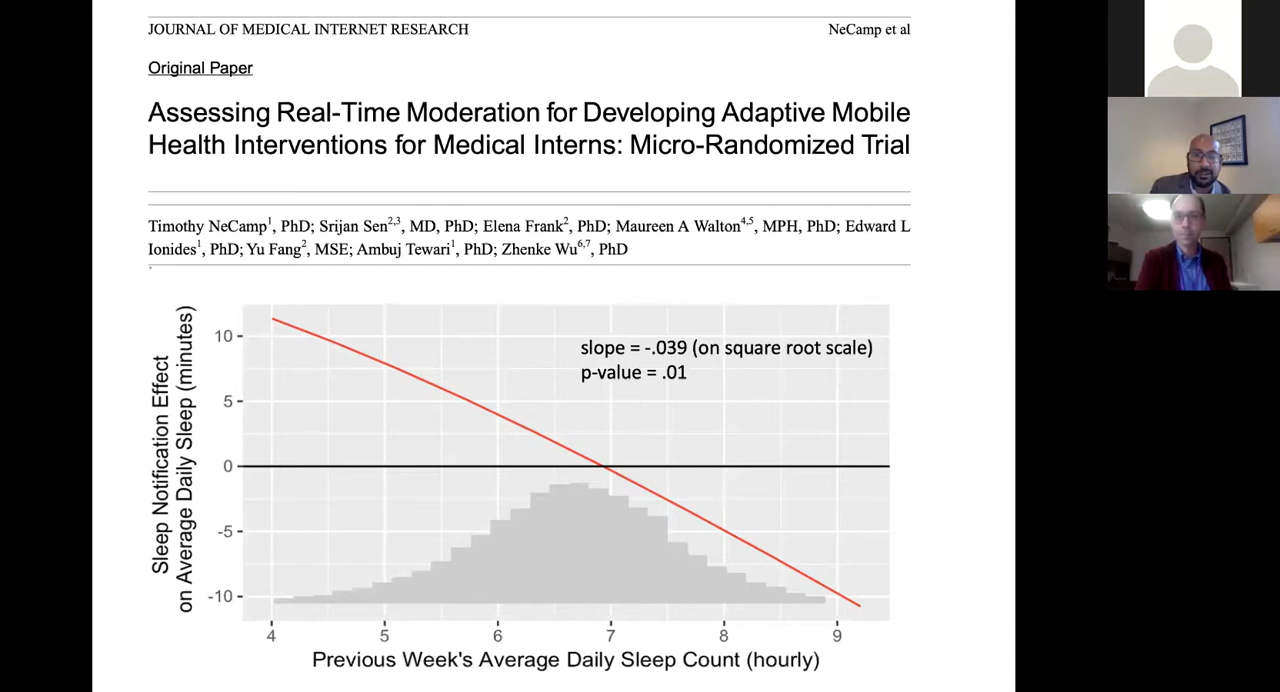 JOURNAL OF MEDICAL INTERNET RESEARCH
NeCamp et al
Original Paper
Assessing Real-Time Moderation for Developing Adaptive Mobile
Health Interventions for Medical Interns: Micro-Randomized Trial
Timothy NeCamp1, PhD; Srijan Sen2,3, MD, PhD; Elena Frank2, PhD; Maureen A Walton4,5, MPH, PhD; Edward L
Ionides1, PhD; Yu Fang2, MSE; Ambuj Tewari1, PhD; Zhenke Wu6,7, PhD
Sleep Notification Effect
on Average Daily Sleep (minutes)
10
5
0
-5
-10
slope = -.039 (on square root scale)
p-value = .01
4
5
6
7
8
9
Previous Week's Average Daily Sleep Count (hourly)